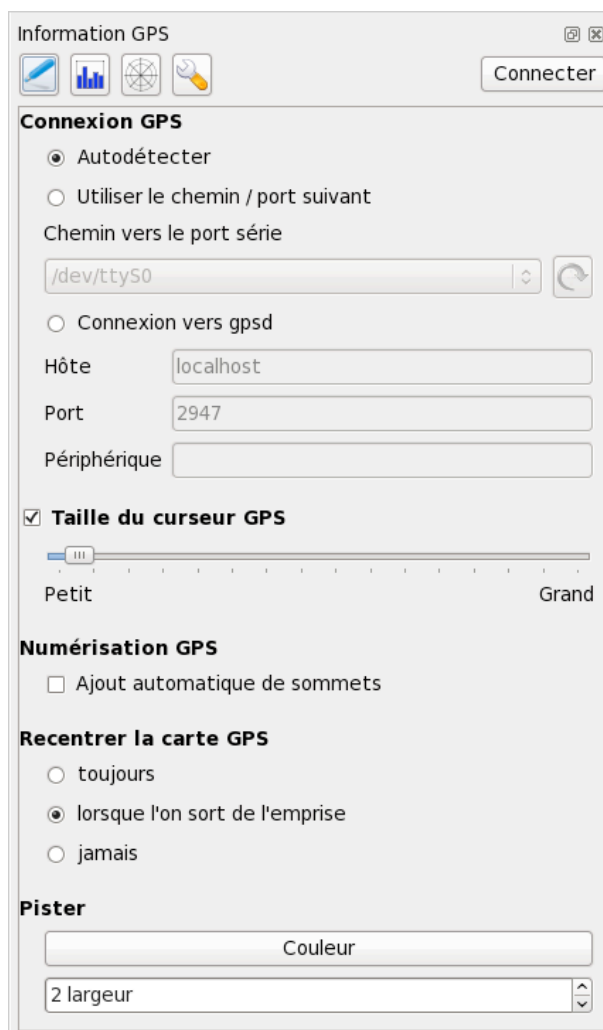 Information GPS
Connecter
Connexion GPS
Autodétecter
Utiliser le chemin / port suivant
Chemin vers le port série
/dev/ttyS0
Connexion vers gpsd
Hôte
localhost
Port
2947
Périphérique
Taille du curseur GPS
Petit
Grand
Numérisation GPS
Ajout automatique de sommets
Recentrer la carte GPS
toujours
lorsque l'on sort de l'emprise
jamais
Pister
Couleur
2 largeur